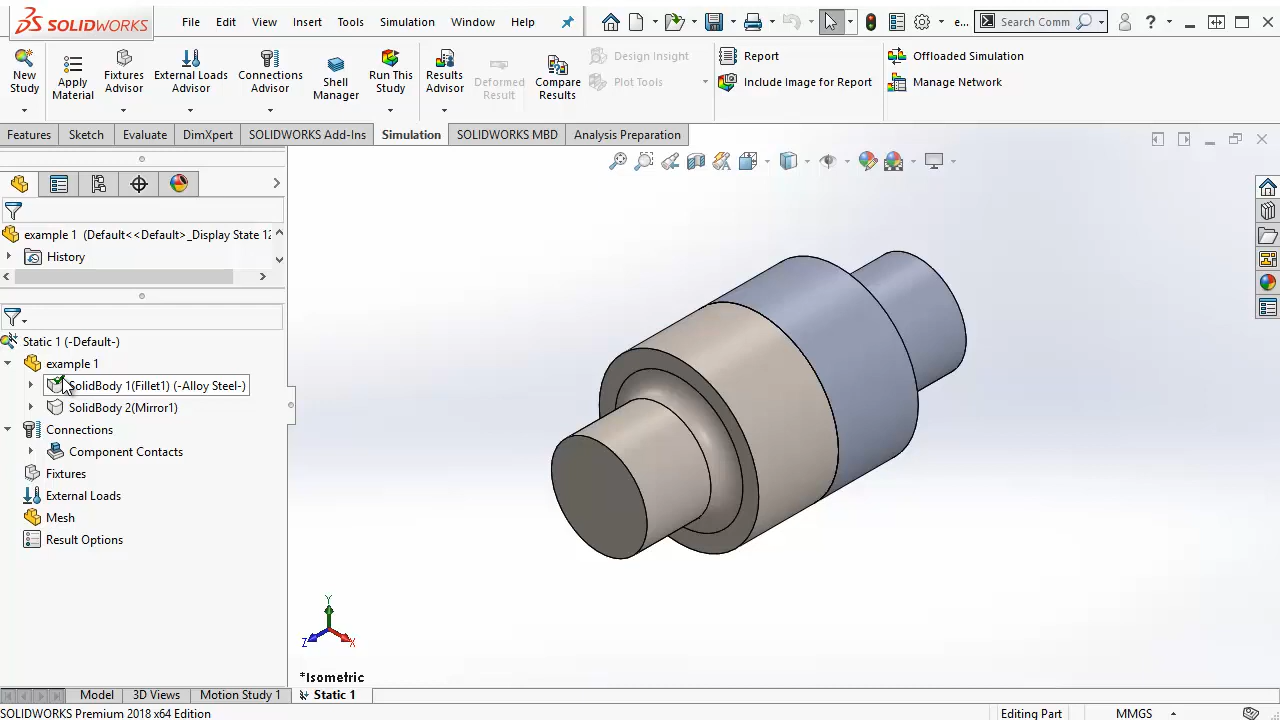 SOLIDWORKS File Edit View Insert Tools Simulation Window Help e... Search Comm ?
New Study
Apply Material
Fixtures Advisor
External Loads Advisor
Connections Advisor
Shell Manager
Run This Study
Results Advisor
Deformed Result
Compare Results
Design Insight
Plot Tools
Report
Include Image for Report
Offloaded Simulation
Manage Network
Features Sketch Evaluate DimXpert SOLIDWORKS Add-Ins Simulation SOLIDWORKS MBD Analysis Preparation
example 1 (Default<<Default>_Display State 12
History
Static 1 (-Default-)
example 1
SolidBody 1(Fillet1) (-Alloy Steel-)
SolidBody 2(Mirror1)
Connections
Component Contacts
Fixtures
External Loads
Mesh
Result Options
Y
Z X
*Isometric
Model 3D Views Motion Study 1 Static 1
SOLIDWORKS Premium 2018 x64 Edition Editing Part MMGS